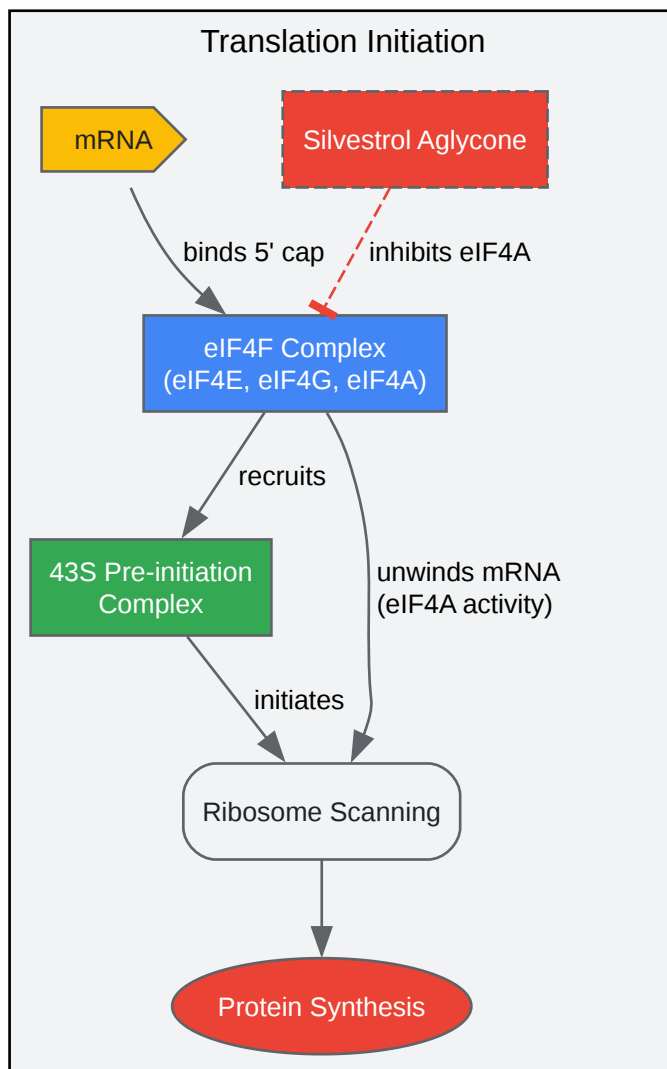 Translation Initiation
mRNA
Silvestrol Aglycone
binds 5' cap
inhibits eIF4A
eIF4F Complex
(eIF4E, eIF4G, eIF4A)
recruits
43S Pre-initiation
Complex
unwinds mRNA
(eIF4A activity)
initiates
Ribosome Scanning
Protein Synthesis